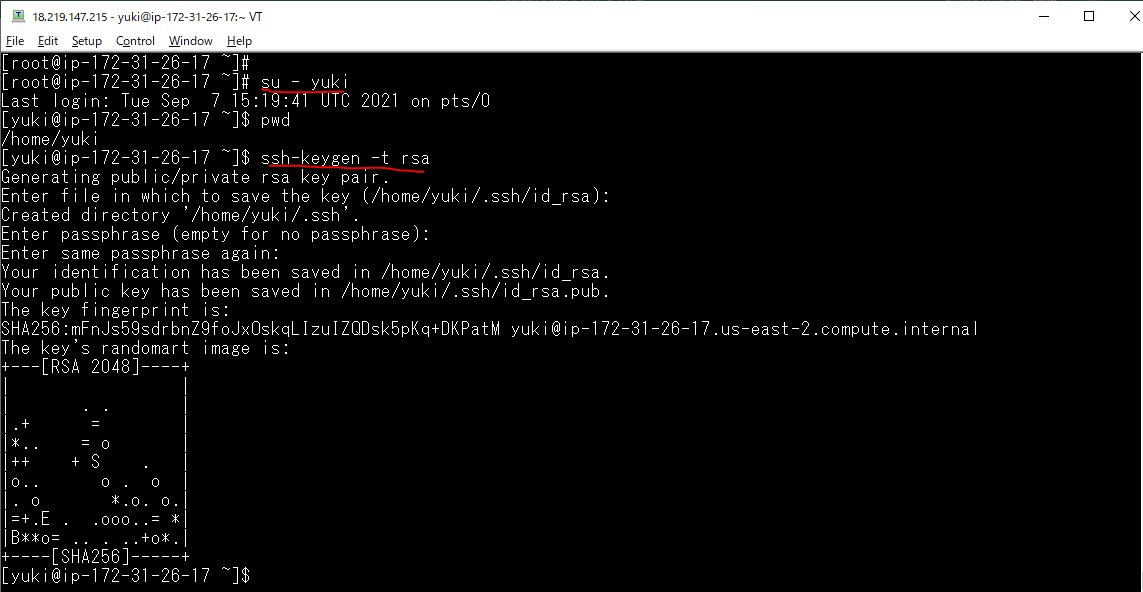 18.219.147.215 - yuki@ip-172-31-26-17:~ VT
File Edit Setup Control Window Help
[root@ip-172-31-26-17 ~]#
[root@ip-172-31-26-17 ~]# su - yuki
Last login: Tue Sep  7 15:19:41 UTC 2021 on pts/0
[yuki@ip-172-31-26-17 ~]$ pwd
/home/yuki
[yuki@ip-172-31-26-17 ~]$ ssh-keygen -t rsa
Generating public/private rsa key pair.
Enter file in which to save the key (/home/yuki/.ssh/id_rsa):
Created directory '/home/yuki/.ssh'.
Enter passphrase (empty for no passphrase):
Enter same passphrase again:
Your identification has been saved in /home/yuki/.ssh/id_rsa.
Your public key has been saved in /home/yuki/.ssh/id_rsa.pub.
The key fingerprint is:
SHA256:mFnJs59sdrbnZ9foJxOskqLIzuIZQDsk5pKq+DKPatM yuki@ip-172-31-26-17.us-east-2.compute.internal
The key's randomart image is:
+---[RSA 2048]----+
|                 |
|       . .       |
|.+      =        |
|*..    = o       |
|++    + S    .   |
|o..      o .  o  |
|. o       *.o. o.|
|=+.E .  .ooo..= *|
|B**o= .. . ..+o*.|
+----[SHA256]-----+
[yuki@ip-172-31-26-17 ~]$